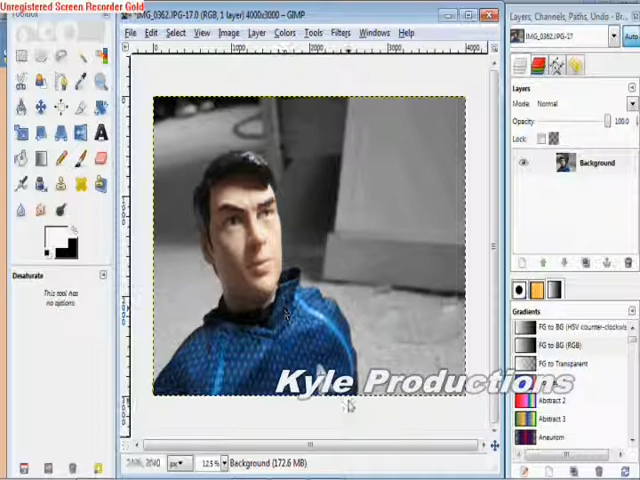 Unregistered Screen Recorder Gold
IMG_0362.JPG-17.0 (RGB, 1 layer) 4000x3000 – GIMP
File Edit Select View Image Layer Colors Tools Filters Windows Help
Layers, Channels, Paths, Undo - Br
IMG_0362.JPG-17
Auto
Mode: Normal
Opacity: 100.0
Lock:
Background
Desaturate
This tool has
no options
Gradients
FG to BG (HSV counter-clockwise
FG to BG (RGB)
FG to Transparent
Abstract 2
Abstract 3
Aneurism
Kyle Productions
px
12.5 %
Background (172.6 MB)